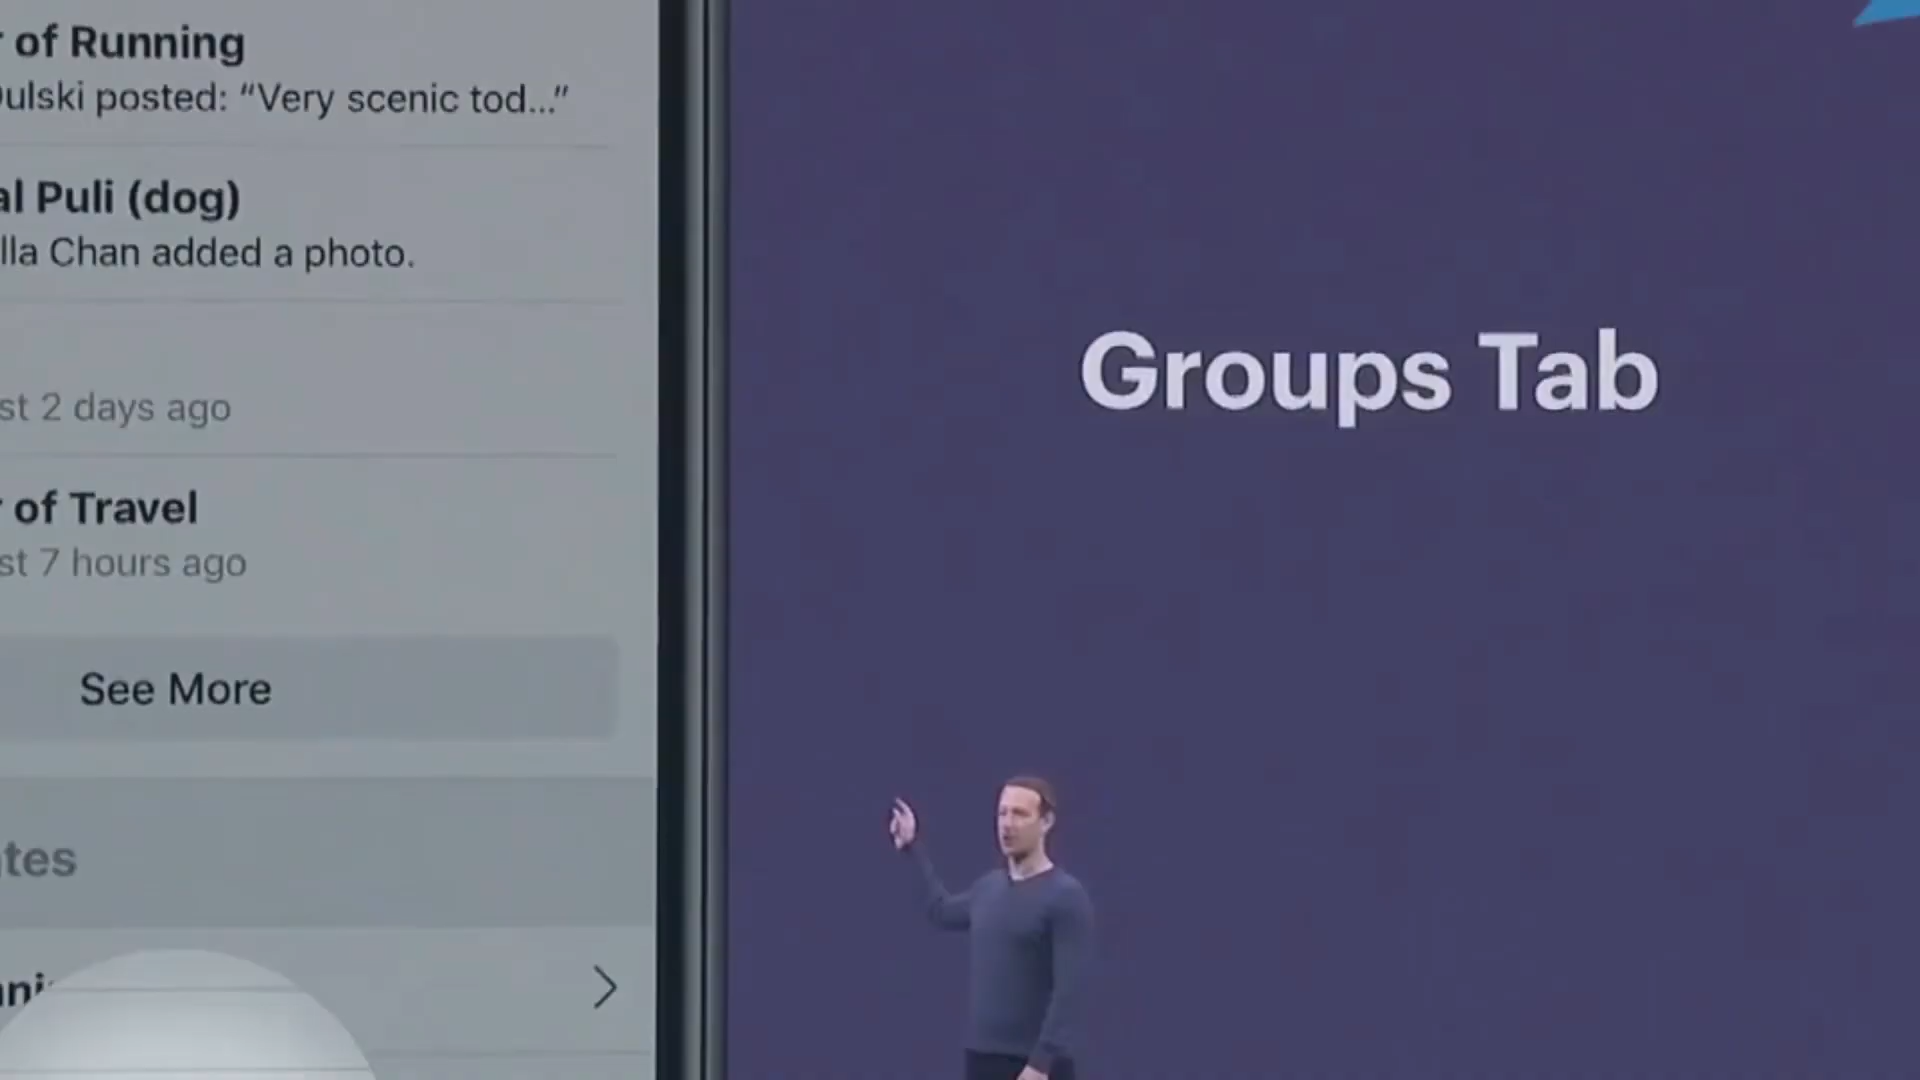 of Running
Dulski posted: “Very scenic tod...”
al Puli (dog)
lla Chan added a photo.
st 2 days ago
of Travel
st 7 hours ago
See More
tes
Groups Tab